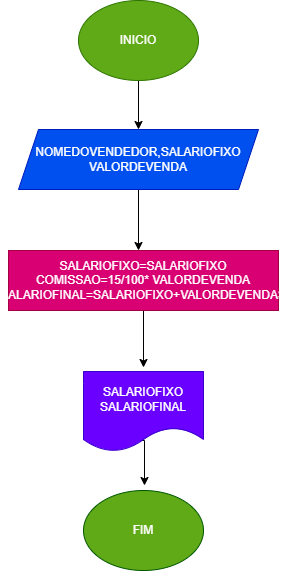 INICIO
NOMEDOVENDEDOR,SALARIOFIXO
VALORDEVENDA
SALARIOFIXO=SALARIOFIXO
COMISSAO=15/100* VALORDEVENDA
ALARIOFINAL=SALARIOFIXO+VALORDEVENDA
SALARIOFIXO
SALARIOFINAL
FIM